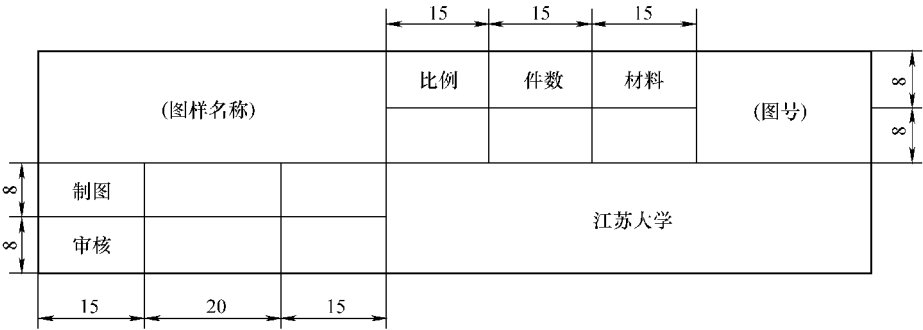 15 15 15
比例 件数 材料 8
(图样名称) (图号)
8
8 制图
江苏大学
8 审核
15 20 15